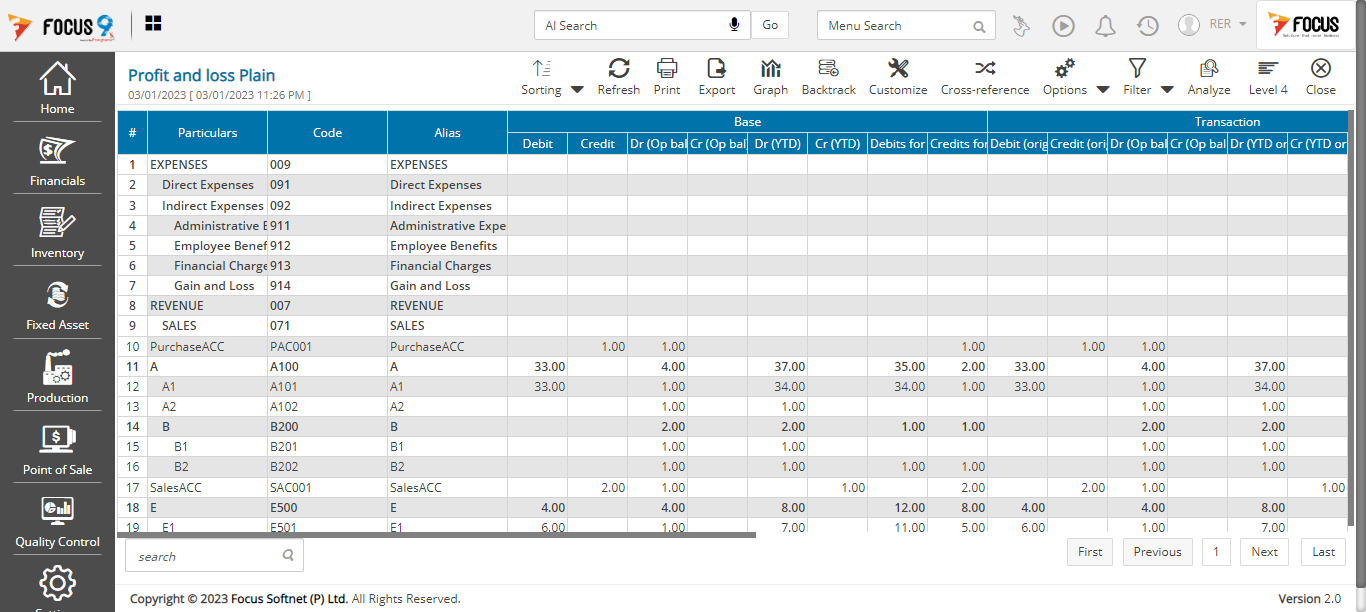 FOCUS 9
AI Search
Go
Menu Search
RER
FOCUS
Home
Financials
Inventory
Fixed Asset
Production
Point of Sale
Quality Control
Profit and loss Plain
03/01/2023 [ 03/01/2023 11:26 PM ]
Sorting Refresh Print Export Graph Backtrack Customize Cross-reference Options Filter Analyze Level 4 Close
# Particulars Code Alias Base Transaction
Debit Credit Dr (Op bal Cr (Op bal Dr (YTD) Cr (YTD) Debits for Credits for Debit (orig Credit (ori Dr (Op bal Cr (Op bal Dr (YTD or Cr (YTD or
1 EXPENSES 009 EXPENSES
2 Direct Expenses 091 Direct Expenses
3 Indirect Expenses 092 Indirect Expenses
4 Administrative E 911 Administrative Expe
5 Employee Benef 912 Employee Benefits
6 Financial Charge 913 Financial Charges
7 Gain and Loss 914 Gain and Loss
8 REVENUE 007 REVENUE
9 SALES 071 SALES
10 PurchaseACC PAC001 PurchaseACC 1.00 1.00 1.00 1.00 1.00
11 A A100 A 33.00 4.00 37.00 35.00 2.00 33.00 4.00 37.00
12 A1 A101 A1 33.00 1.00 34.00 34.00 1.00 33.00 1.00 34.00
13 A2 A102 A2 1.00 1.00 1.00 1.00
14 B B200 B 2.00 2.00 1.00 1.00 2.00 2.00
15 B1 B201 B1 1.00 1.00 1.00 1.00
16 B2 B202 B2 1.00 1.00 1.00 1.00 1.00 1.00
17 SalesACC SAC001 SalesACC 2.00 1.00 1.00 2.00 2.00 1.00 1.00
18 E E500 E 4.00 4.00 8.00 12.00 8.00 4.00 4.00 8.00
19 E1 E501 E1 6.00 1.00 7.00 11.00 5.00 6.00 1.00 7.00
search
First Previous 1 Next Last
Copyright © 2023 Focus Softnet (P) Ltd. All Rights Reserved.
Version 2.0